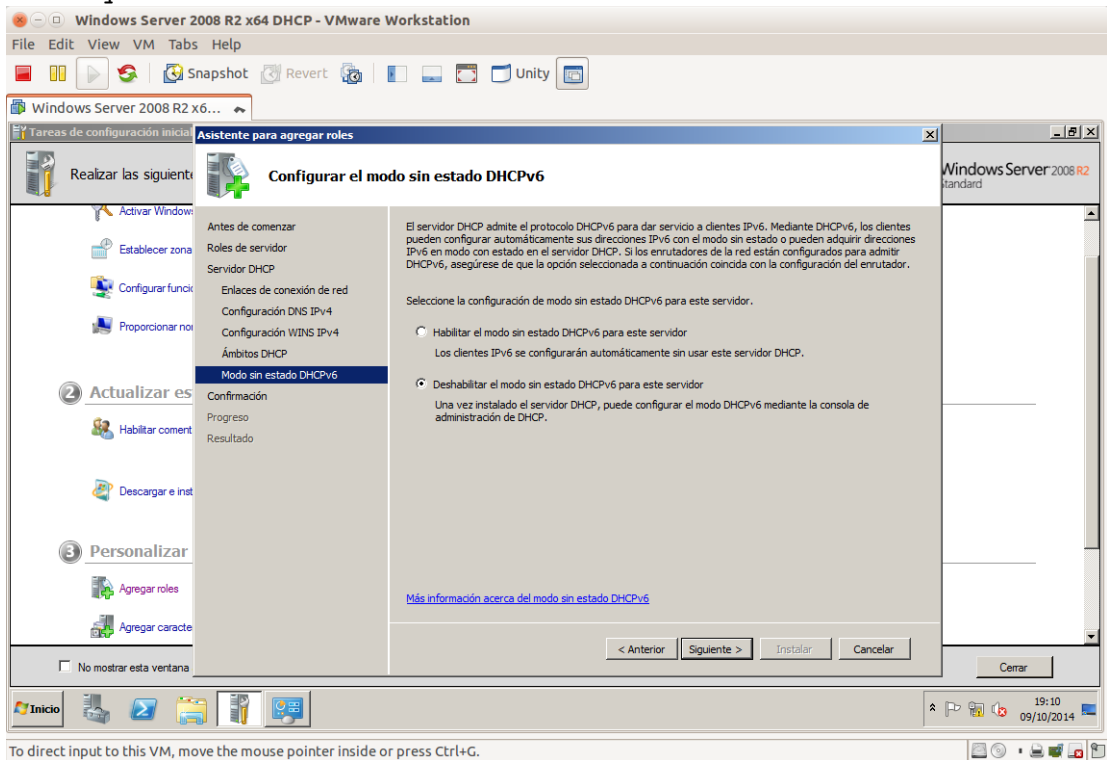 Windows Server 2008 R2 x64 DHCP - VMware Workstation
File Edit View VM Tabs Help
Snapshot Revert Unity
Windows Server 2008 R2 x6...
Tareas de configuración inicial
Asistente para agregar roles
Realizar las siguiente
Configurar el modo sin estado DHCPv6
Windows Server 2008 R2
Standard
Activar Window
Establecer zona
Configurar funcio
Proporcionar no
2 Actualizar es
Habilitar coment
Descargar e inst
3 Personalizar
Agregar roles
Agregar caracte
No mostrar esta ventana
Antes de comenzar
Roles de servidor
Servidor DHCP
Enlaces de conexión de red
Configuración DNS IPv4
Configuración WINS IPv4
Ámbitos DHCP
Modo sin estado DHCPv6
Confirmación
Progreso
Resultado
El servidor DHCP admite el protocolo DHCPv6 para dar servicio a clientes IPv6. Mediante DHCPv6, los clientes
pueden configurar automáticamente sus direcciones IPv6 con el modo sin estado o pueden adquirir direcciones
IPv6 en modo con estado en el servidor DHCP. Si los enrutadores de la red están configurados para admitir
DHCPv6, asegúrese de que la opción seleccionada a continuación coincida con la configuración del enrutador.
Seleccione la configuración de modo sin estado DHCPv6 para este servidor.
Habilitar el modo sin estado DHCPv6 para este servidor
Los clientes IPv6 se configurarán automáticamente sin usar este servidor DHCP.
Deshabilitar el modo sin estado DHCPv6 para este servidor
Una vez instalado el servidor DHCP, puede configurar el modo DHCPv6 mediante la consola de
administración de DHCP.
Más información acerca del modo sin estado DHCPv6
< Anterior Siguiente > Instalar Cancelar
Cerrar
Inicio
19:10
09/10/2014
To direct input to this VM, move the mouse pointer inside or press Ctrl+G.